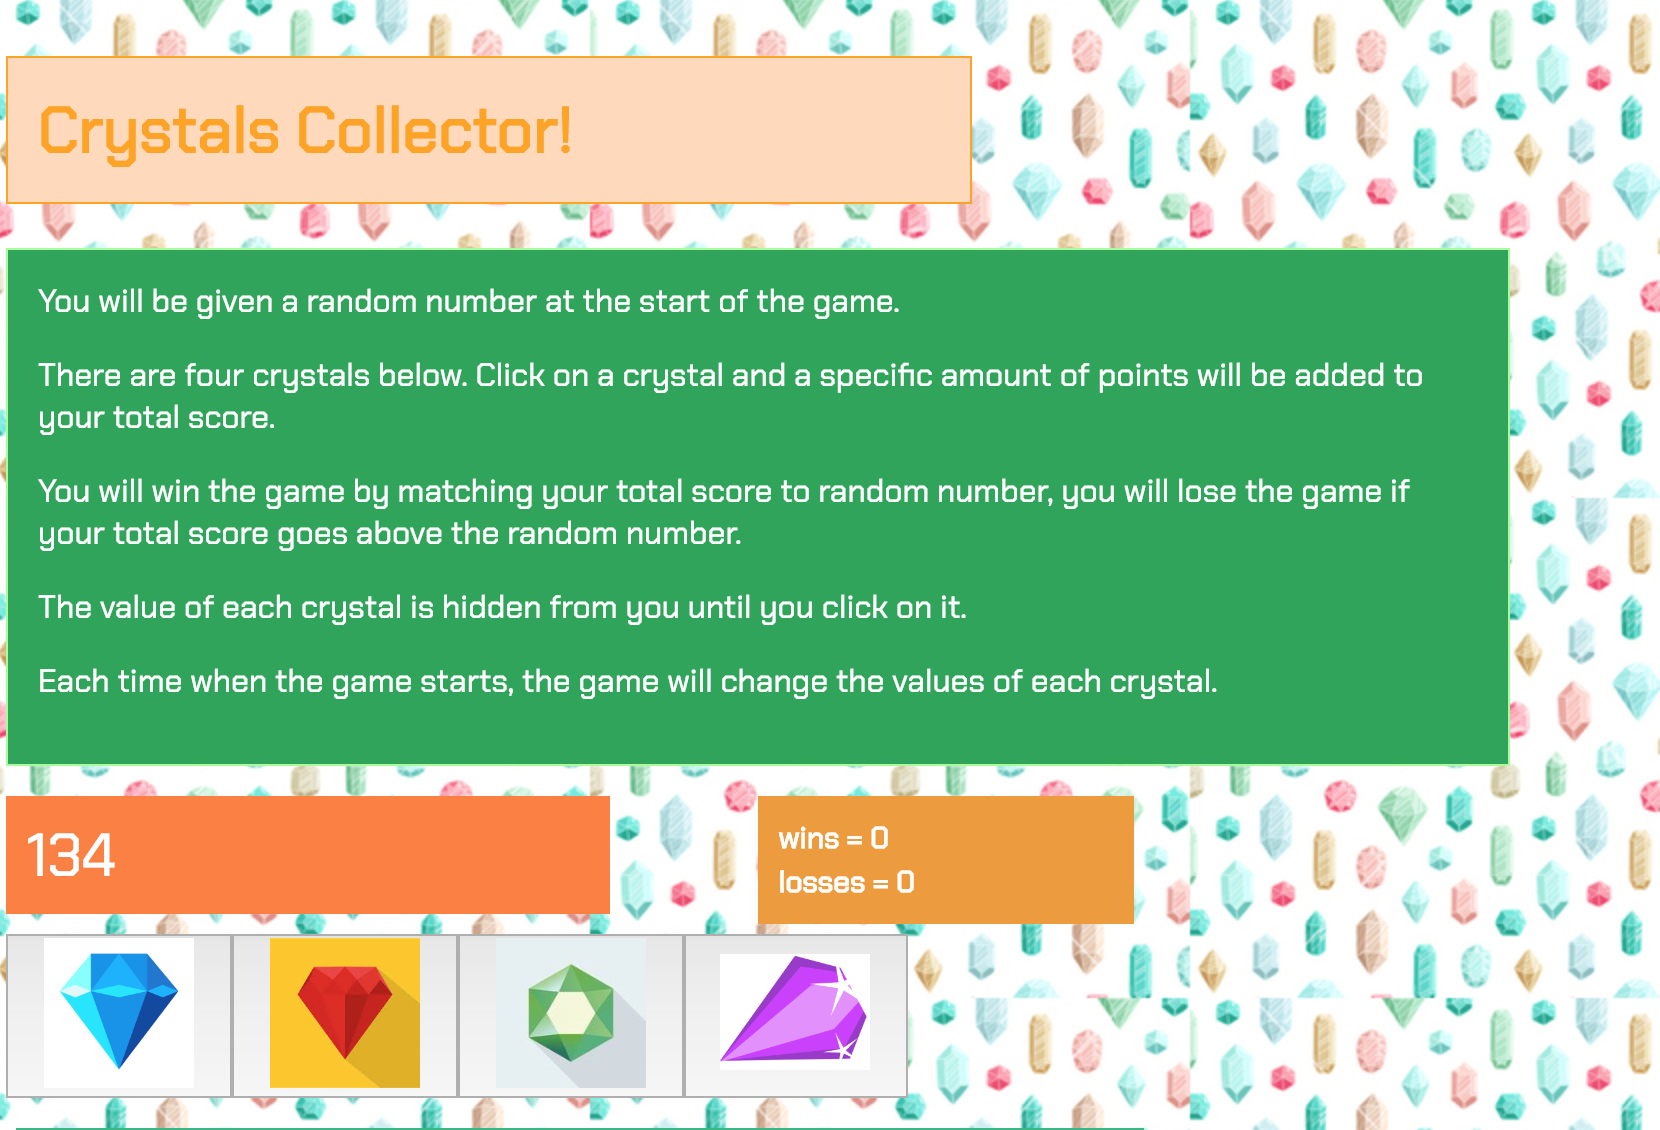 Crystals Collector!
You will be given a random number at the start of the game.
There are four crystals below. Click on a crystal and a specific amount of points will be added to
your total score.
You will win the game by matching your total score to random number, you will lose the game if
your total score goes above the random number.
The value of each crystal is hidden from you until you click on it.
Each time when the game starts, the game will change the values of each crystal.
134
wins = 0
losses = 0